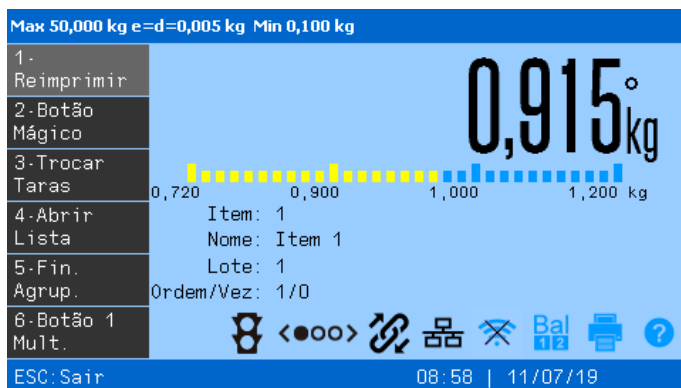 Max 50,000 kg e=d=0,005 kg Min 0,100 kg
1-
Reimprimir
2-Botão
Mágico
3-Trocar
Taras
4-Abrir
Lista
5-Fin.
Agrup.
6-Botão 1
Mult.
0,915 kg
0,720 0,900 1,000 1,200 kg
Item: 1
Nome: Item 1
Lote: 1
Ordem/Vez: 1/0
Bal
1 2
?
ESC:Sair 08:58 | 11/07/19